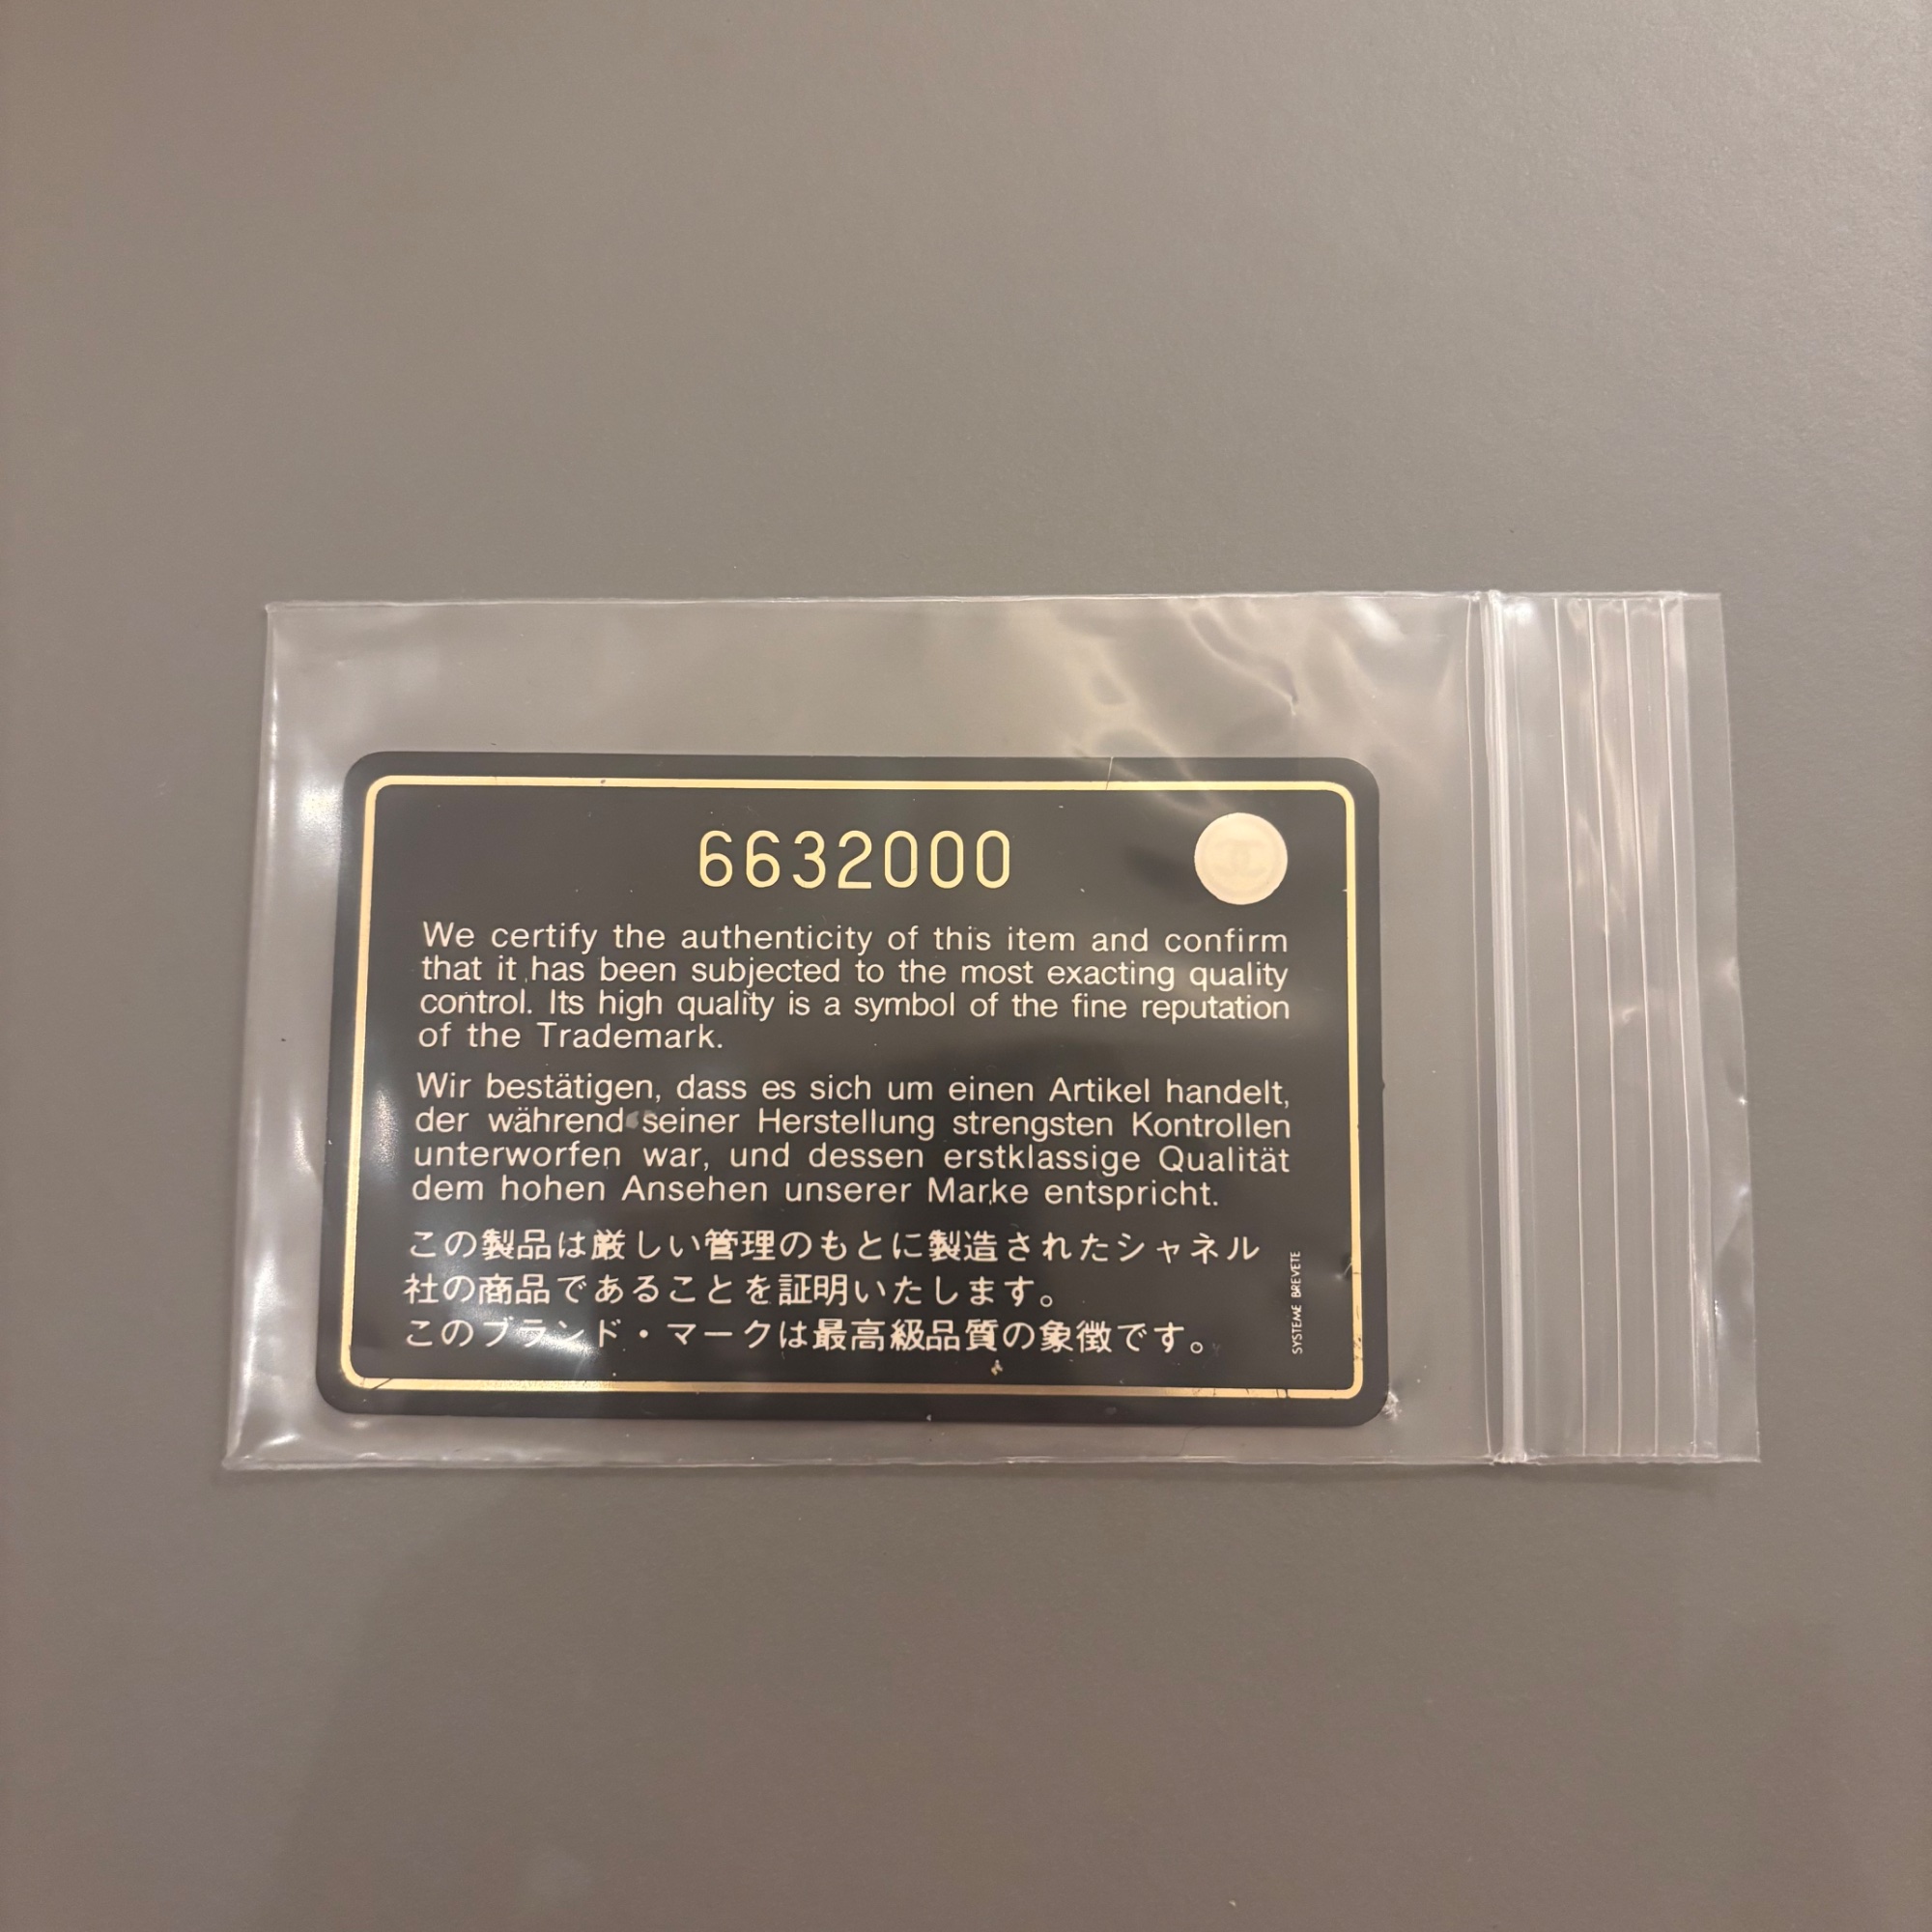 6632000
We certify the authenticity of this item and confirm
that it has been subjected to the most exacting quality
control. Its high quality is a symbol of the fine reputation
of the Trademark.
Wir bestätigen, dass es sich um einen Artikel handelt,
der während seiner Herstellung strengsten Kontrollen
unterworfen war, und dessen erstklassige Qualität
dem hohen Ansehen unserer Marke entspricht.
この製品は厳しい管理のもとに製造されたシャネル
社の商品であることを証明いたします。
このブランド・マークは最高級品質の象徴です。
SYSTEME BREVETE